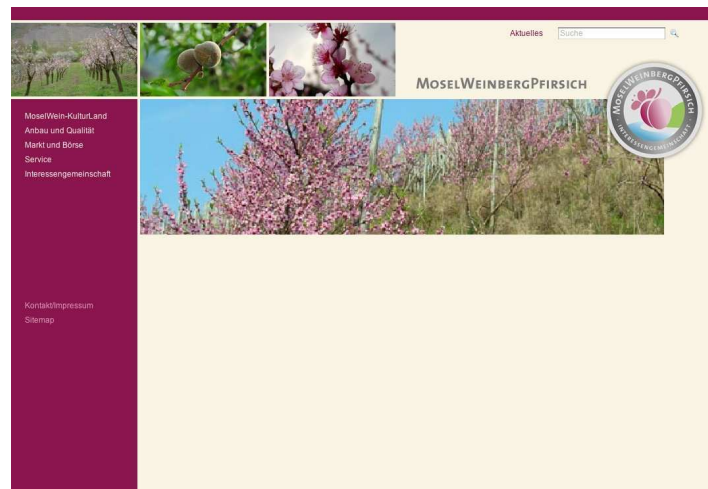 Aktuelles Suche
MOSELWEINBERGPFIRSICH
MOSELWEINBERGPFIRSICH
· INTERESSENGEMEINSCHAFT ·
MoselWein-KulturLand
Anbau und Qualität
Markt und Börse
Service
Interessengemeinschaft
Kontakt/Impressum
Sitemap